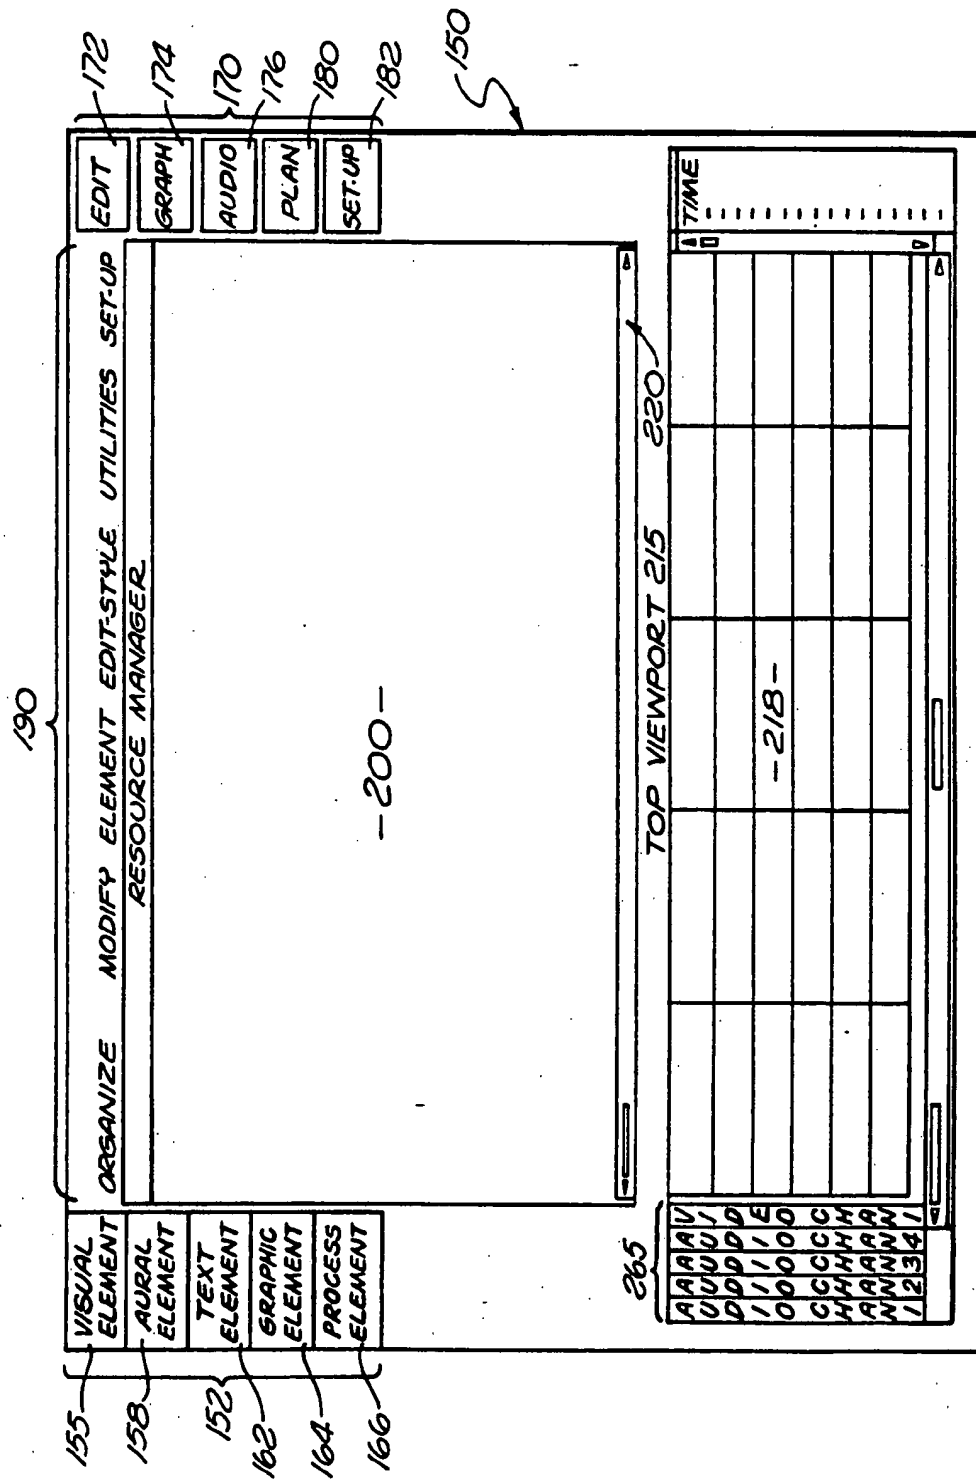 190
ORGANIZE MODIFY ELEMENT EDIT-STYLE UTILITIES SET-UP
RESOURCE MANAGER
155
VISUAL
ELEMENT
158
AURAL
ELEMENT
152
162
TEXT
ELEMENT
164
GRAPHIC
ELEMENT
166
PROCESS
ELEMENT
EDIT
172
GRAPH
174
170
AUDIO
176
PLAN
180
SET-UP
182
150
-200-
TOP VIEWPORT 215
220
265
AUDIO CHAN 1
AUDIO CHAN 2
AUDIO CHAN 3
AUDIO CHAN 4
VIDEO CHAN 1
-218-
TIME